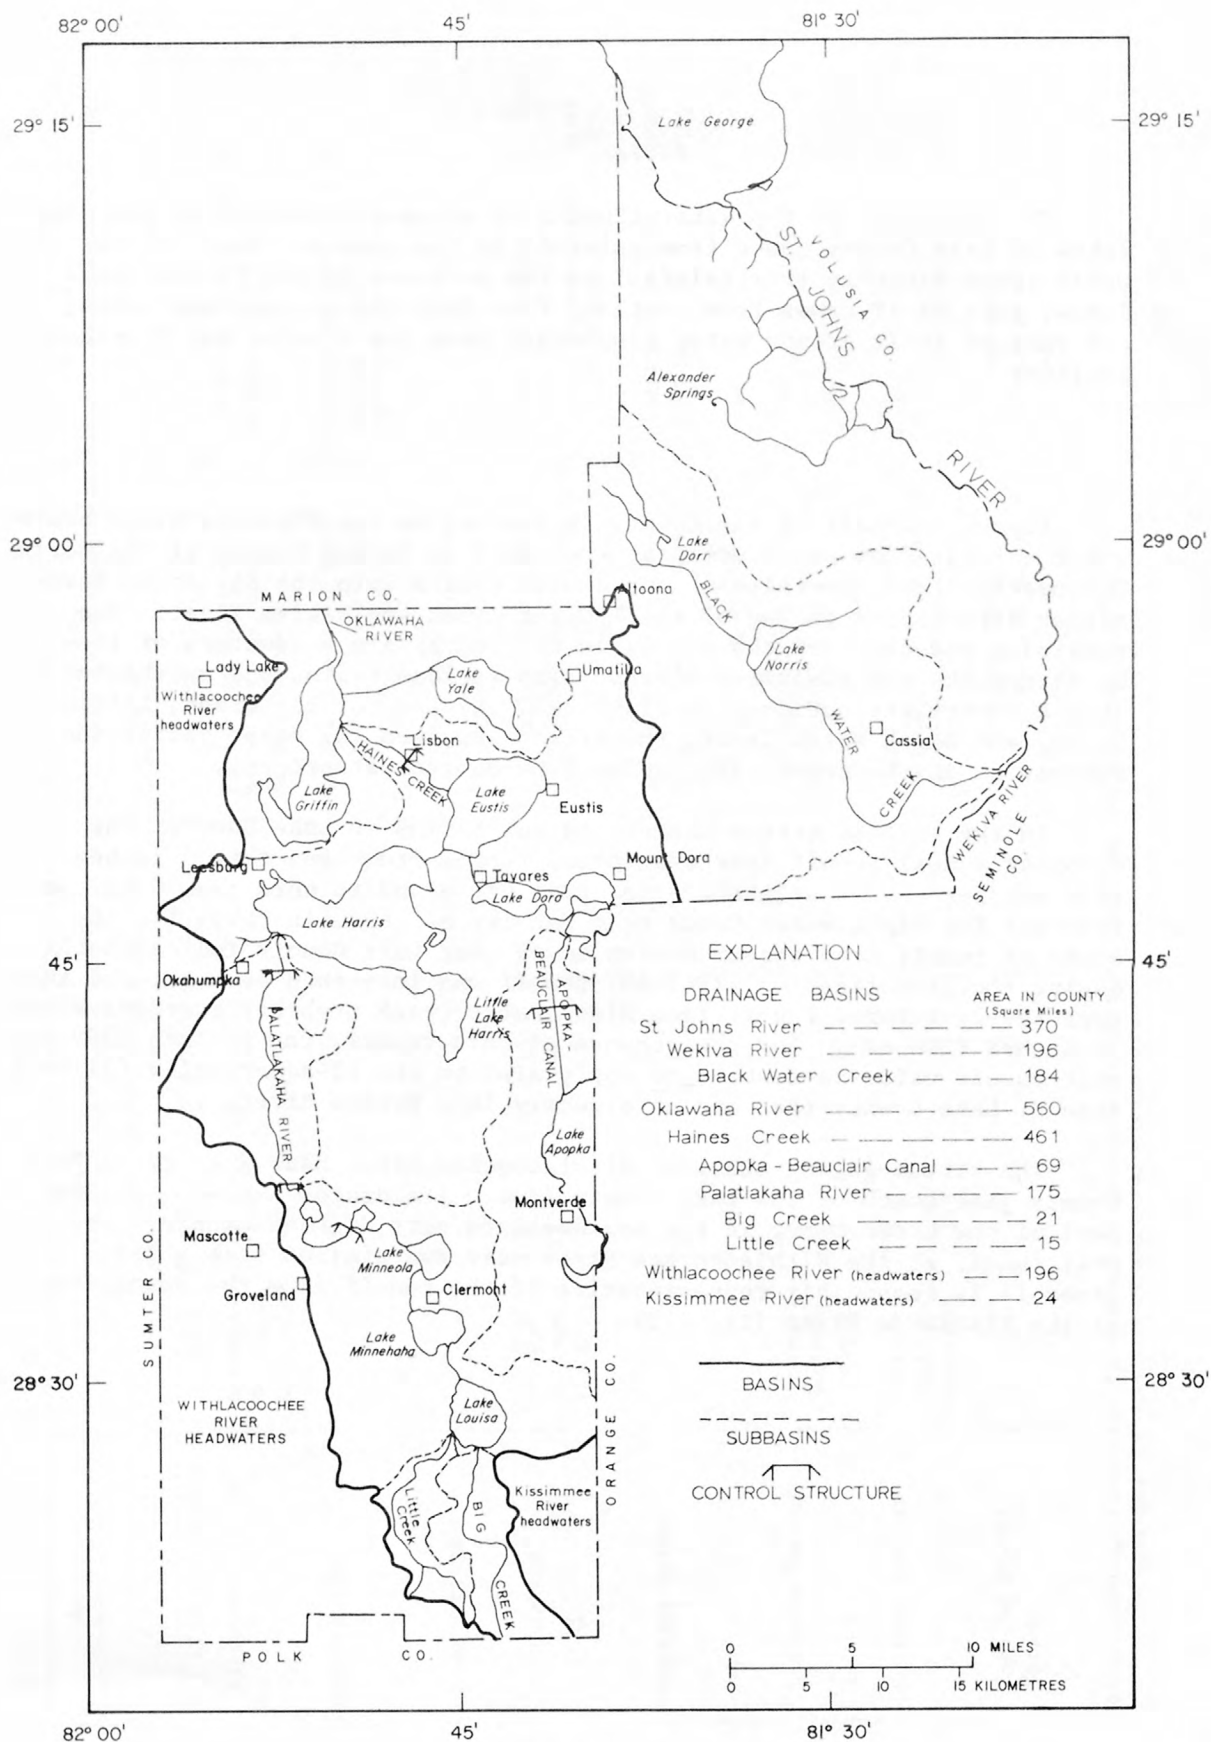 82° 00'
45'
81° 30'
29° 15'
29° 15'
Lake George
ST. JOHNS RIVER
VOLUSIA CO.
Alexander
Springs
29° 00'
29° 00'
Lake
Dorr
Altoona
BLACK WATER CREEK
MARION CO.
OKLAWAHA
RIVER
Lady Lake
Withlacoochee
River
headwaters
Lake
Yale
Umatilla
Lake
Norris
Lisbon
HAINES CREEK
Cassia
Lake
Griffin
Lake
Eustis
Eustis
WEKIVA RIVER
SEMINOLE
CO.
Leesburg
Tavares
Mount Dora
Lake Dora
Lake Harris
45'
45'
Okahumpka
Little
Lake
Harris
APOPKA-
BEAUCLAIR CANAL
PALATLAKAHA RIVER
Lake
Apopka
Montverde
Mascotte
Lake
Minneola
Groveland
Clermont
Lake
Minnehaha
SUMTER CO.
28° 30'
28° 30'
WITHLACOOCHEE
RIVER
HEADWATERS
Lake
Louisa
ORANGE CO.
Little
Creek
BIG CREEK
Kissimmee
River
headwaters
POLK CO.
EXPLANATION
DRAINAGE BASINS AREA IN COUNTY
(Square Miles)
St Johns River 370
Wekiva River 196
Black Water Creek 184
Oklawaha River 560
Haines Creek 461
Apopka - Beauclair Canal 69
Palatlakaha River 175
Big Creek 21
Little Creek 15
Withlacoochee River (headwaters) 196
Kissimmee River (headwaters) 24
BASINS
SUBBASINS
CONTROL STRUCTURE
0 5 10 MILES
0 5 10 15 KILOMETRES
82° 00'
45'
81° 30'